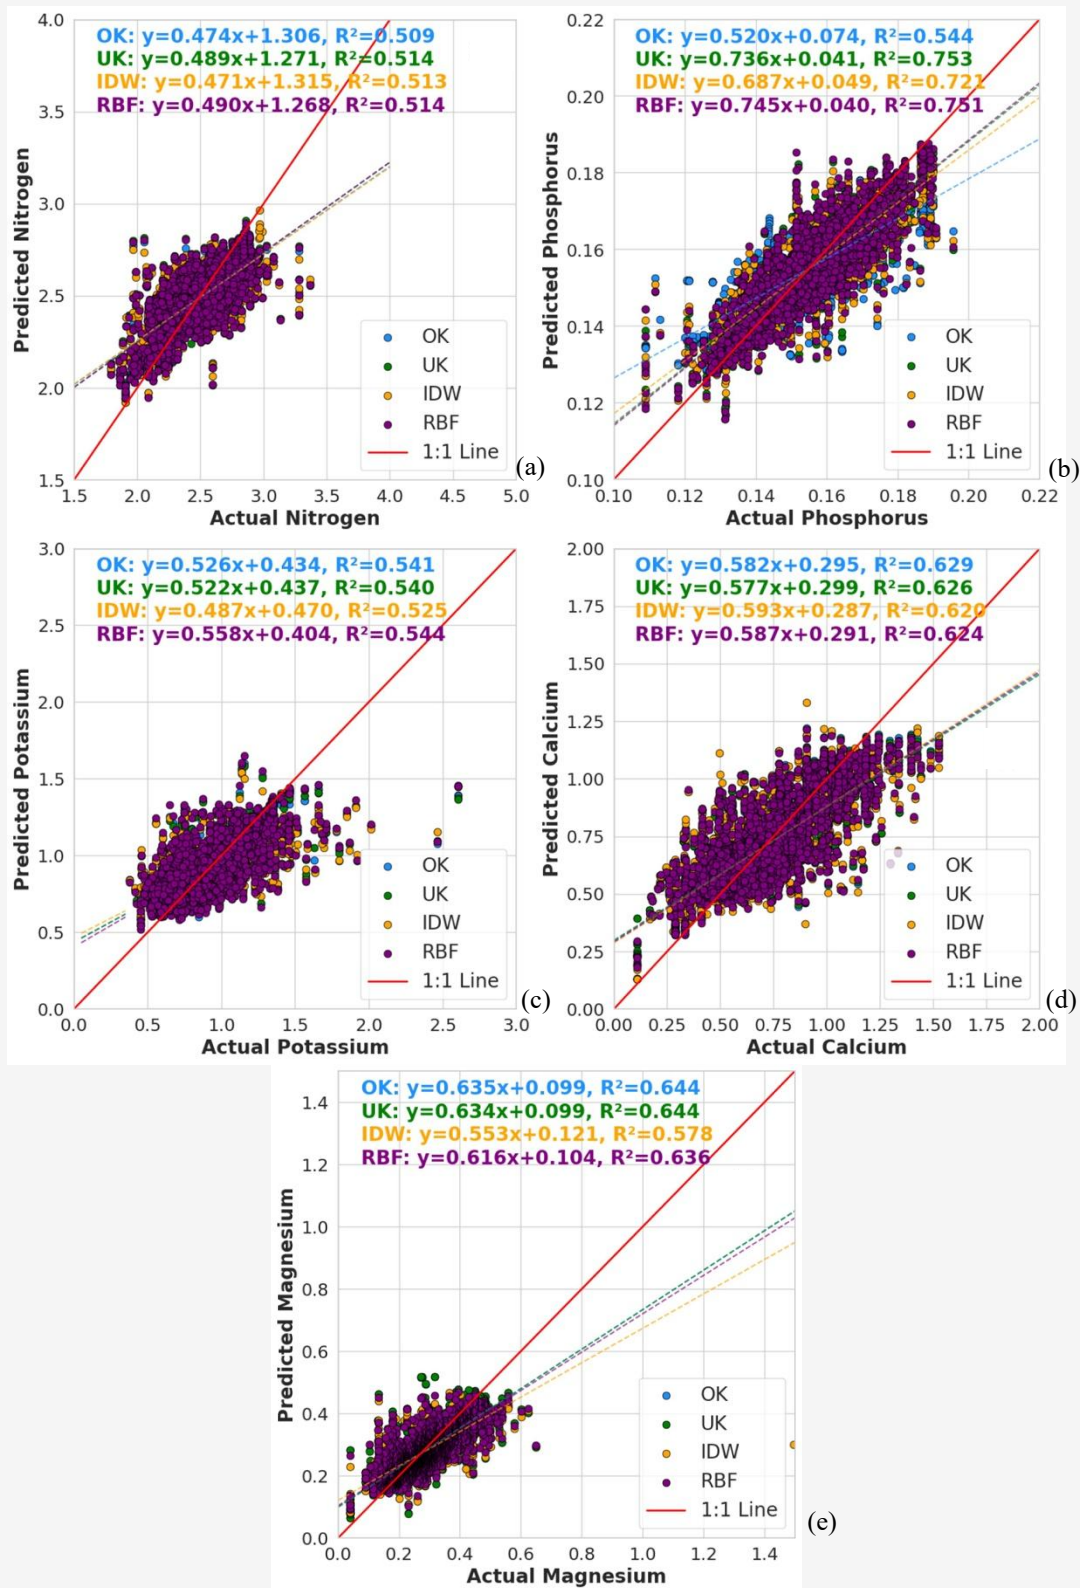 OK: y=0.474x+1.306, R²=0.509
UK: y=0.489x+1.271, R²=0.514
IDW: y=0.471x+1.315, R²=0.513
RBF: y=0.490x+1.268, R²=0.514
4.0
3.5
3.0
2.5
2.0
1.5
Predicted Nitrogen
OK
UK
IDW
RBF
1:1 Line
1.5 2.0 2.5 3.0 3.5 4.0 4.5 5.0
Actual Nitrogen
(a)
OK: y=0.520x+0.074, R²=0.544
UK: y=0.736x+0.041, R²=0.753
IDW: y=0.687x+0.049, R²=0.721
RBF: y=0.745x+0.040, R²=0.751
0.22
0.20
0.18
0.16
0.14
0.12
0.10
Predicted Phosphorus
OK
UK
IDW
RBF
1:1 Line
0.10 0.12 0.14 0.16 0.18 0.20 0.22
Actual Phosphorus
(b)
OK: y=0.526x+0.434, R²=0.541
UK: y=0.522x+0.437, R²=0.540
IDW: y=0.487x+0.470, R²=0.525
RBF: y=0.558x+0.404, R²=0.544
3.0
2.5
2.0
1.5
1.0
0.5
0.0
Predicted Potassium
OK
UK
IDW
RBF
1:1 Line
0.0 0.5 1.0 1.5 2.0 2.5 3.0
Actual Potassium
(c)
OK: y=0.582x+0.295, R²=0.629
UK: y=0.577x+0.299, R²=0.626
IDW: y=0.593x+0.287, R²=0.620
RBF: y=0.587x+0.291, R²=0.624
2.00
1.75
1.50
1.25
1.00
0.75
0.50
0.25
0.00
Predicted Calcium
OK
UK
IDW
RBF
1:1 Line
0.00 0.25 0.50 0.75 1.00 1.25 1.50 1.75 2.00
Actual Calcium
(d)
OK: y=0.635x+0.099, R²=0.644
UK: y=0.634x+0.099, R²=0.644
IDW: y=0.553x+0.121, R²=0.578
RBF: y=0.616x+0.104, R²=0.636
1.4
1.2
1.0
0.8
0.6
0.4
0.2
0.0
Predicted Magnesium
OK
UK
IDW
RBF
1:1 Line
0.0 0.2 0.4 0.6 0.8 1.0 1.2 1.4
Actual Magnesium
(e)